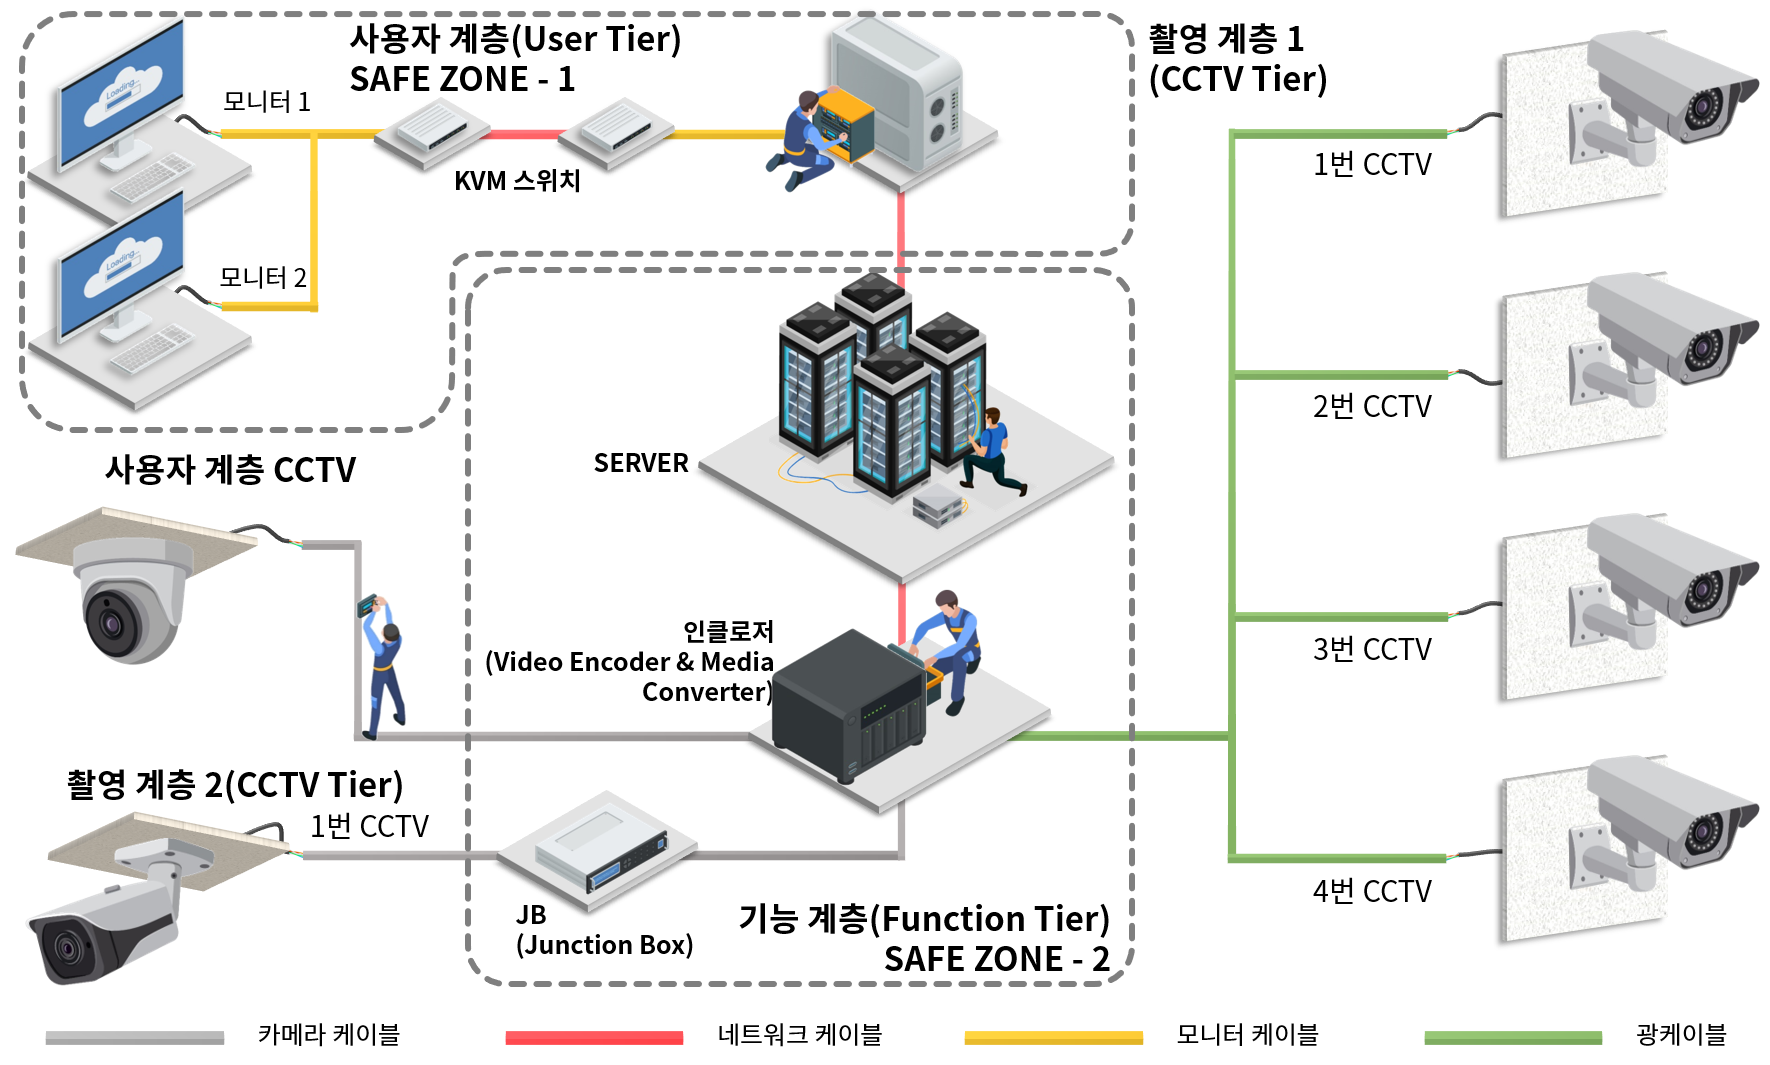 사용자 계층(User Tier)
SAFE ZONE - 1
촬영 계층 1
(CCTV Tier)
Loading...
모니터 1
KVM 스위치
1번 CCTV
Loading...
모니터 2
2번 CCTV
사용자 계층 CCTV
SERVER
인클로저
(Video Encoder & Media
Converter)
3번 CCTV
촬영 계층 2(CCTV Tier)
1번 CCTV
JB
(Junction Box)
기능 계층(Function Tier)
SAFE ZONE - 2
4번 CCTV
카메라 케이블
네트워크 케이블
모니터 케이블
광케이블